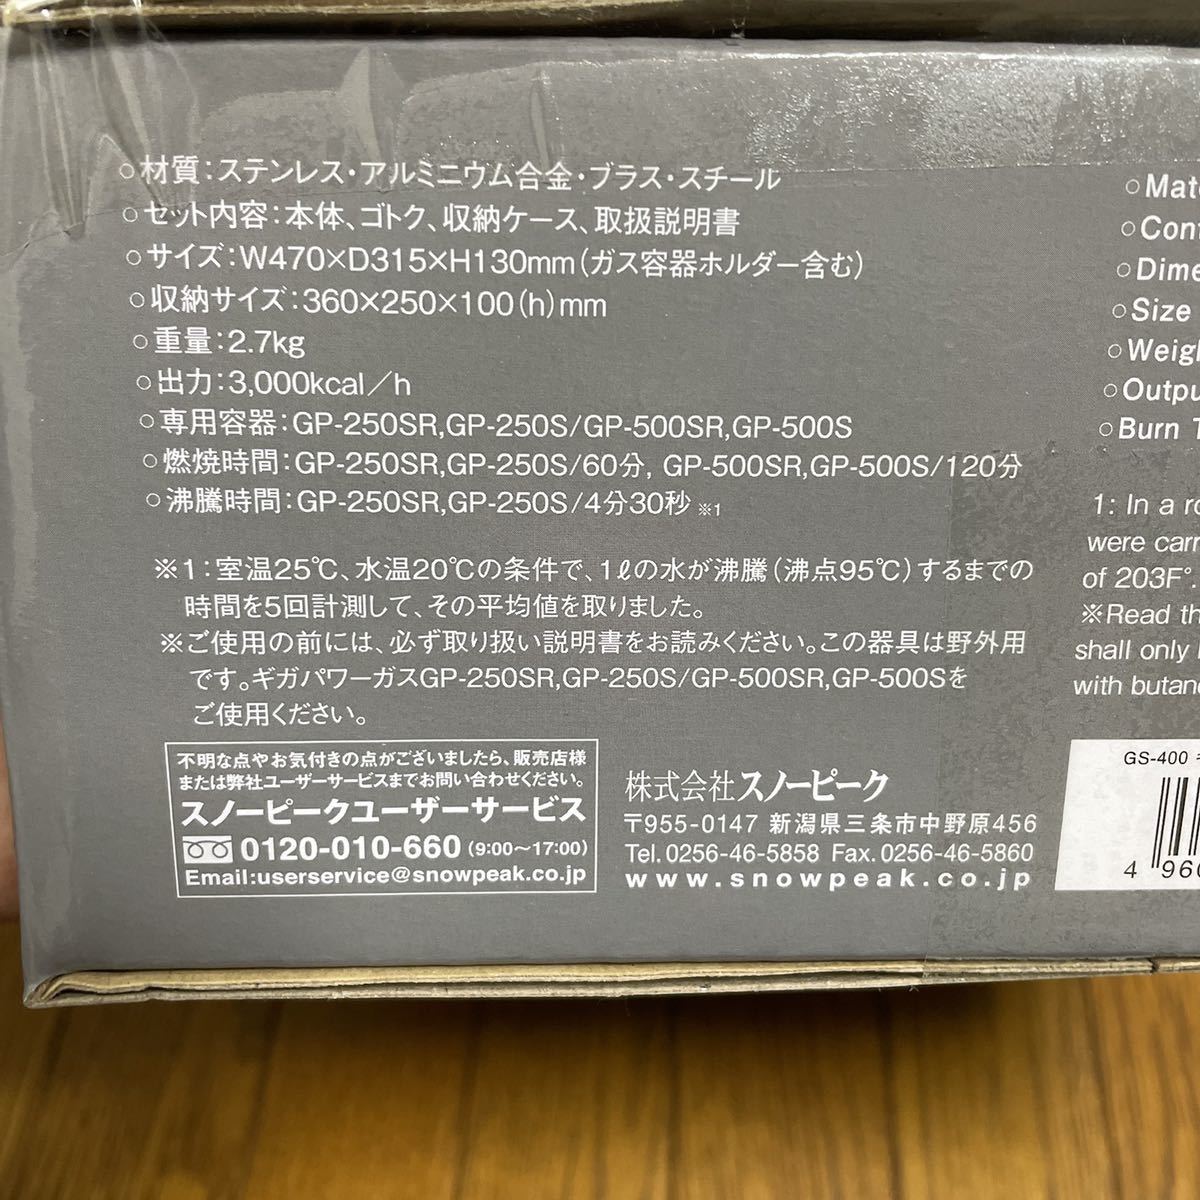 ○材質：ステンレス・アルミニウム合金・ブラス・スチール
○セット内容：本体、ゴトク、収納ケース、取扱説明書
○サイズ：W470×D315×H130mm（ガス容器ホルダー含む）
○収納サイズ：360×250×100（h）mm
○重量：2.7kg
○出力：3,000kcal／h
○専用容器：GP-250SR,GP-250S/GP-500SR,GP-500S
○燃焼時間：GP-250SR,GP-250S/60分, GP-500SR,GP-500S/120分
○沸騰時間：GP-250SR,GP-250S/4分30秒 ※1
※1：室温25℃、水温20℃の条件で、1ℓの水が沸騰（沸点95℃）するまでの
時間を5回計測して、その平均値を取りました。
※ご使用の前には、必ず取り扱い説明書をお読みください。この器具は野外用
です。ギガパワーガスGP-250SR,GP-250S/GP-500SR,GP-500Sを
ご使用ください。
不明な点やお気付きの点がございましたら、販売店様
または弊社ユーザーサービスまでお問い合わせください。
スノーピークユーザーサービス
0120-010-660（9:00〜17:00）
Email:userservice@snowpeak.co.jp
株式会社スノーピーク
〒955-0147 新潟県三条市中野原456
Tel.0256-46-5858 Fax.0256-46-5860
www.snowpeak.co.jp
○Mat
○Con
○Dime
○Size
○Weigh
○Outpu
○Burn
1: In a
were carr
of 203F°.
※Read th
shall only
with butan
GS-400
4 960